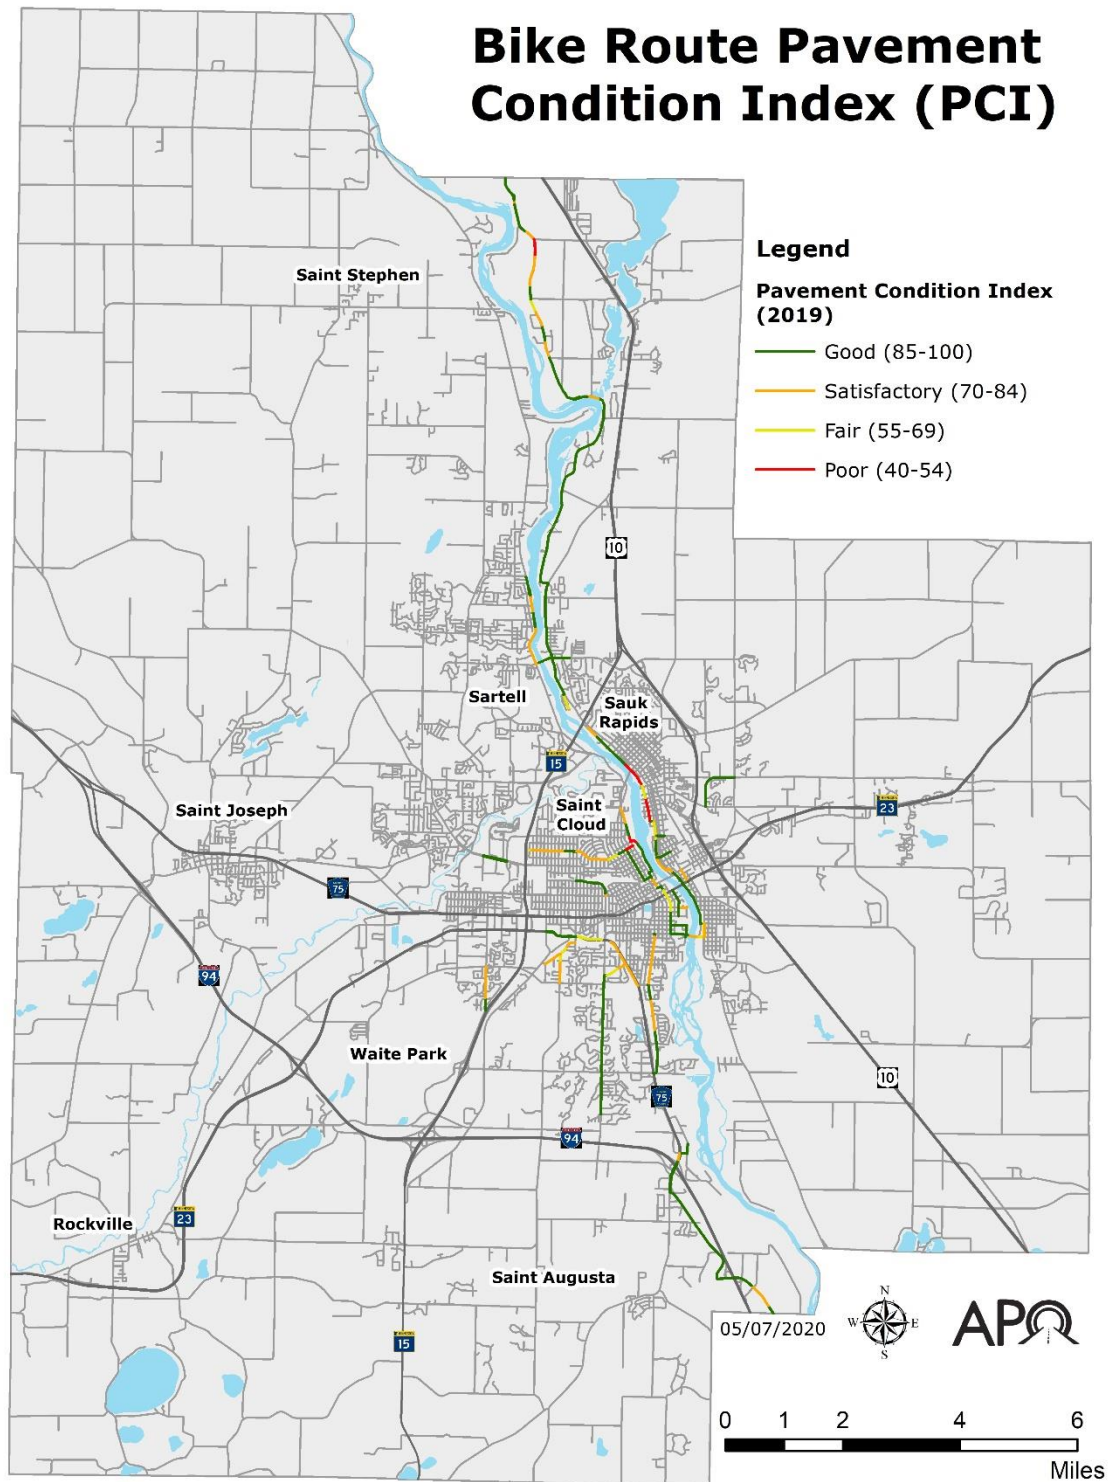 Bike Route Pavement
Condition Index (PCI)
Legend
Pavement Condition Index
(2019)
Good (85-100)
Satisfactory (70-84)
Fair (55-69)
Poor (40-54)
Saint Stephen
10
Sartell
Sauk
Rapids
15
Saint
Cloud
23
Saint Joseph
75
94
Waite Park
10
75
94
Rockville
23
Saint Augusta
15
05/07/2020
N
W
E
S
APO
0 1 2 4 6
Miles